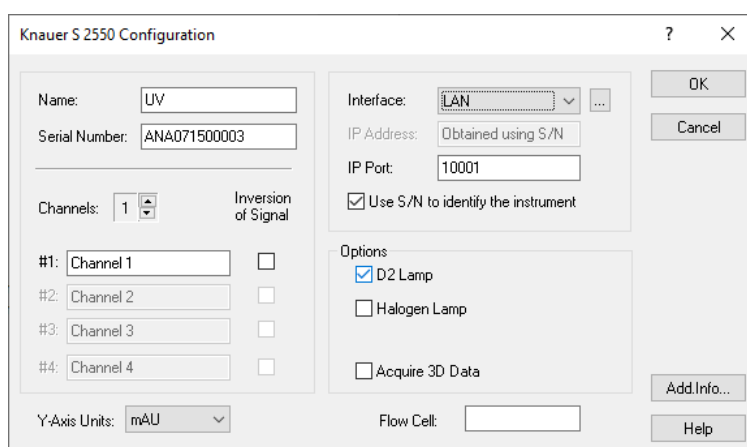 Knauer S 2550 Configuration
?
Name: UV
Serial Number: ANA071500003
Channels: 1
Inversion
of Signal
#1: Channel 1
#2: Channel 2
#3: Channel 3
#4: Channel 4
Y-Axis Units: mAU
Interface: LAN ...
IP Address: Obtained using S/N
IP Port: 10001
Use S/N to identify the instrument
Options
D2 Lamp
Halogen Lamp
Acquire 3D Data
Flow Cell:
OK
Cancel
Add.Info...
Help